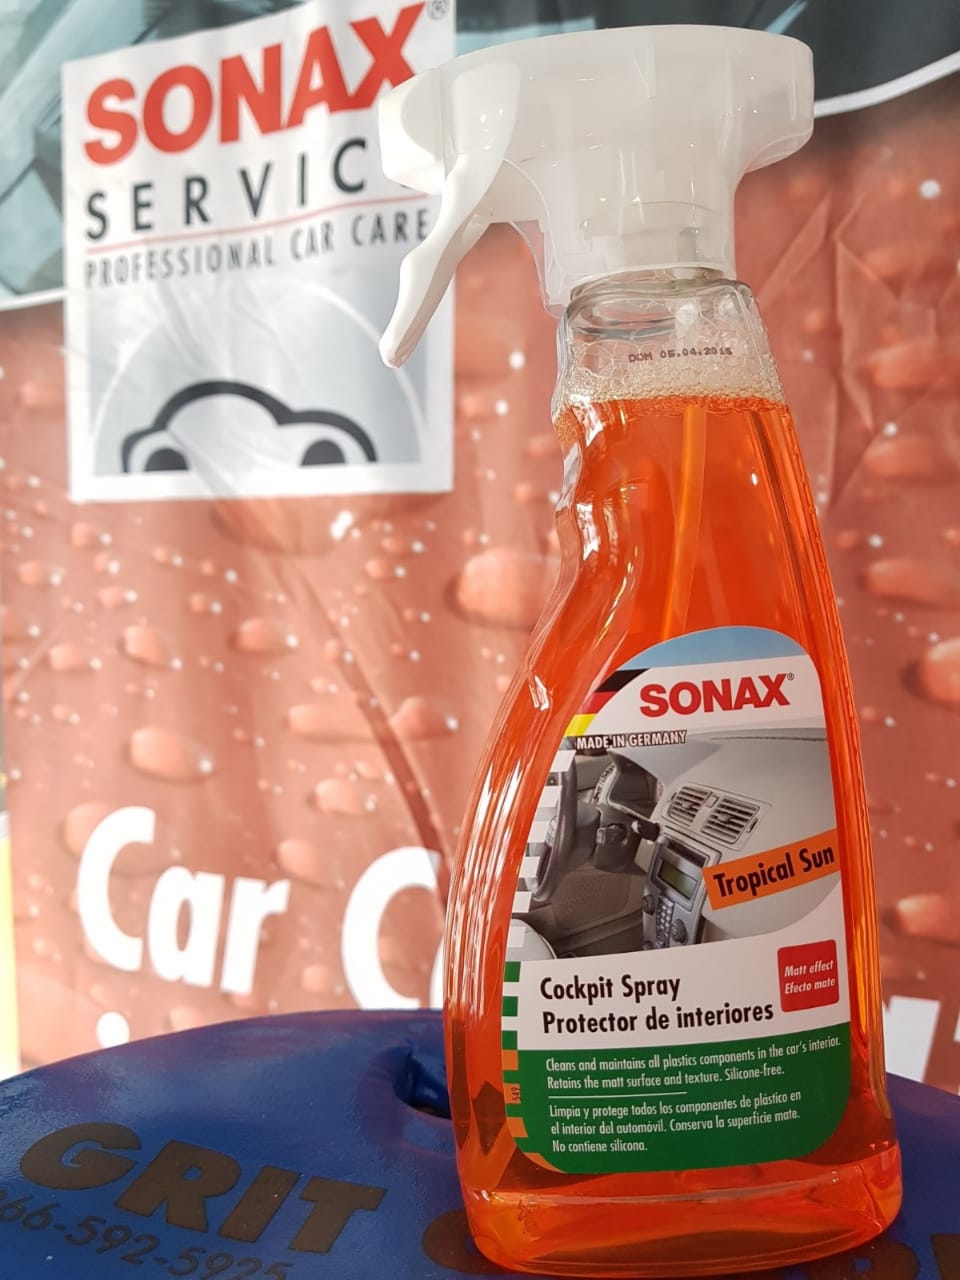 SONAX®
SERVIC
PROFESSIONAL CAR CARE
DOM 05.04.2016
SONAX®
MADE IN GERMANY
Tropical Sun
Matt effect
Efecto mate
Cockpit Spray
Protector de interiores
Cleans and maintains all plastics components in the car's interior.
Retains the matt surface and texture. Silicone-free.
Limpia y protege todos los componentes de plástico en
el interior del automóvil. Conserva la superficie mate.
No contiene silicona.
549
Car C
GRIT
866-592-5925